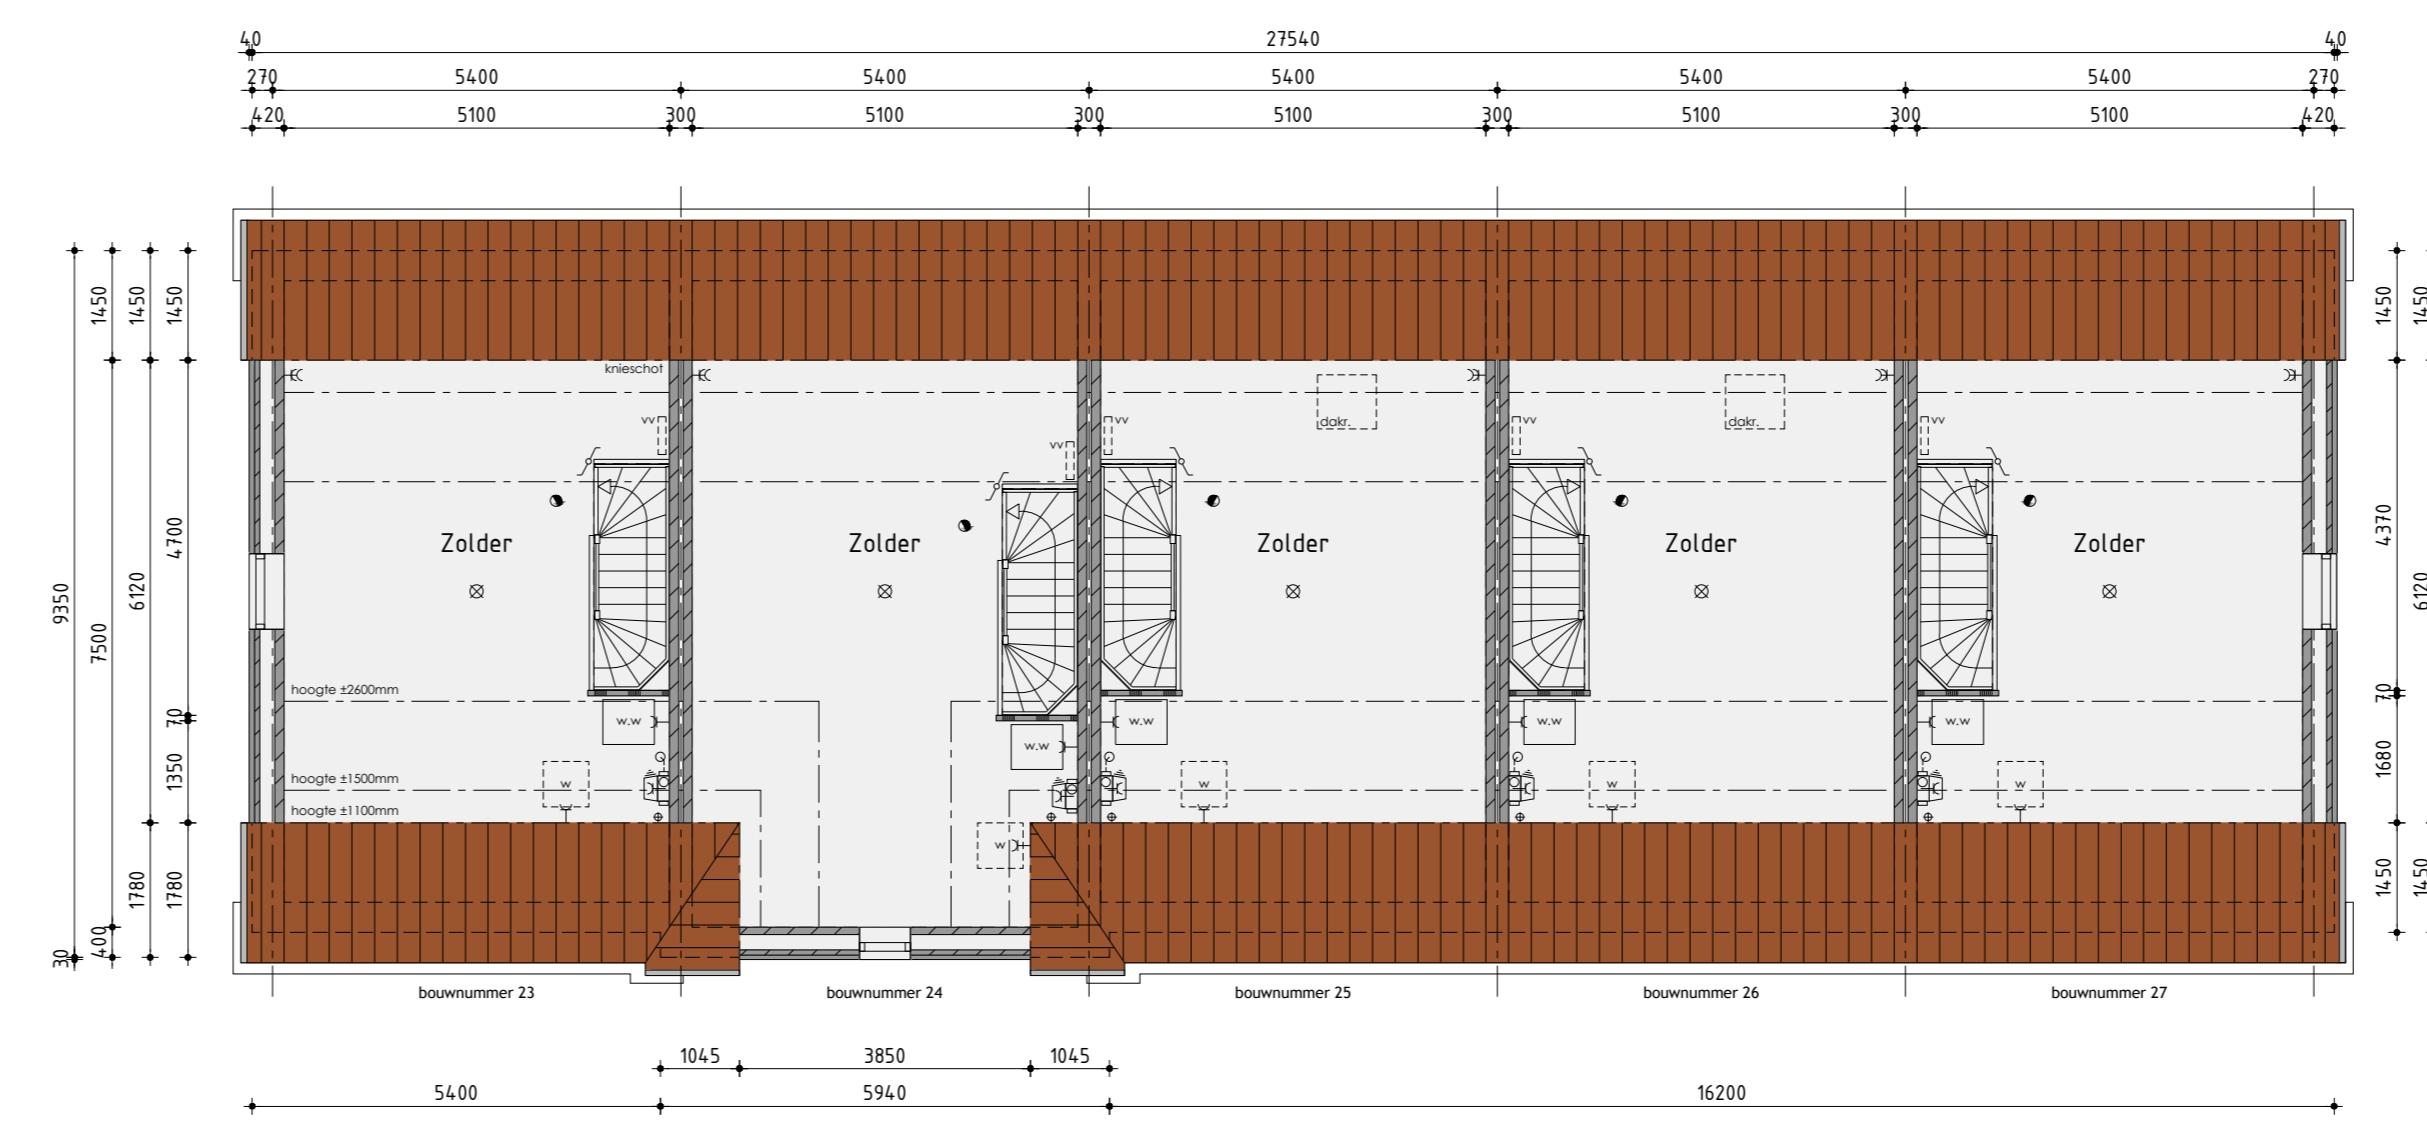 40 27540 40
270 5400 5400 5400 5400 5400 270
420 5100 300 5100 300 5100 300 5100 300 5100 420
1450 1450 1450 1450 1450
knieschot
dakr. dakr.
vv vv vv vv vv
Zolder Zolder Zolder Zolder Zolder
9350 7500 6120 4700 4370 6120
hoogte ±2600mm
70 70
w.w w.w w.w w.w w.w
1350 1680
hoogte ±1500mm
w w w w
hoogte ±1100mm
w
1780 1780 1450 1450
30 400
bouwnummer 23 bouwnummer 24 bouwnummer 25 bouwnummer 26 bouwnummer 27
1045 3850 1045
5400 5940 16200